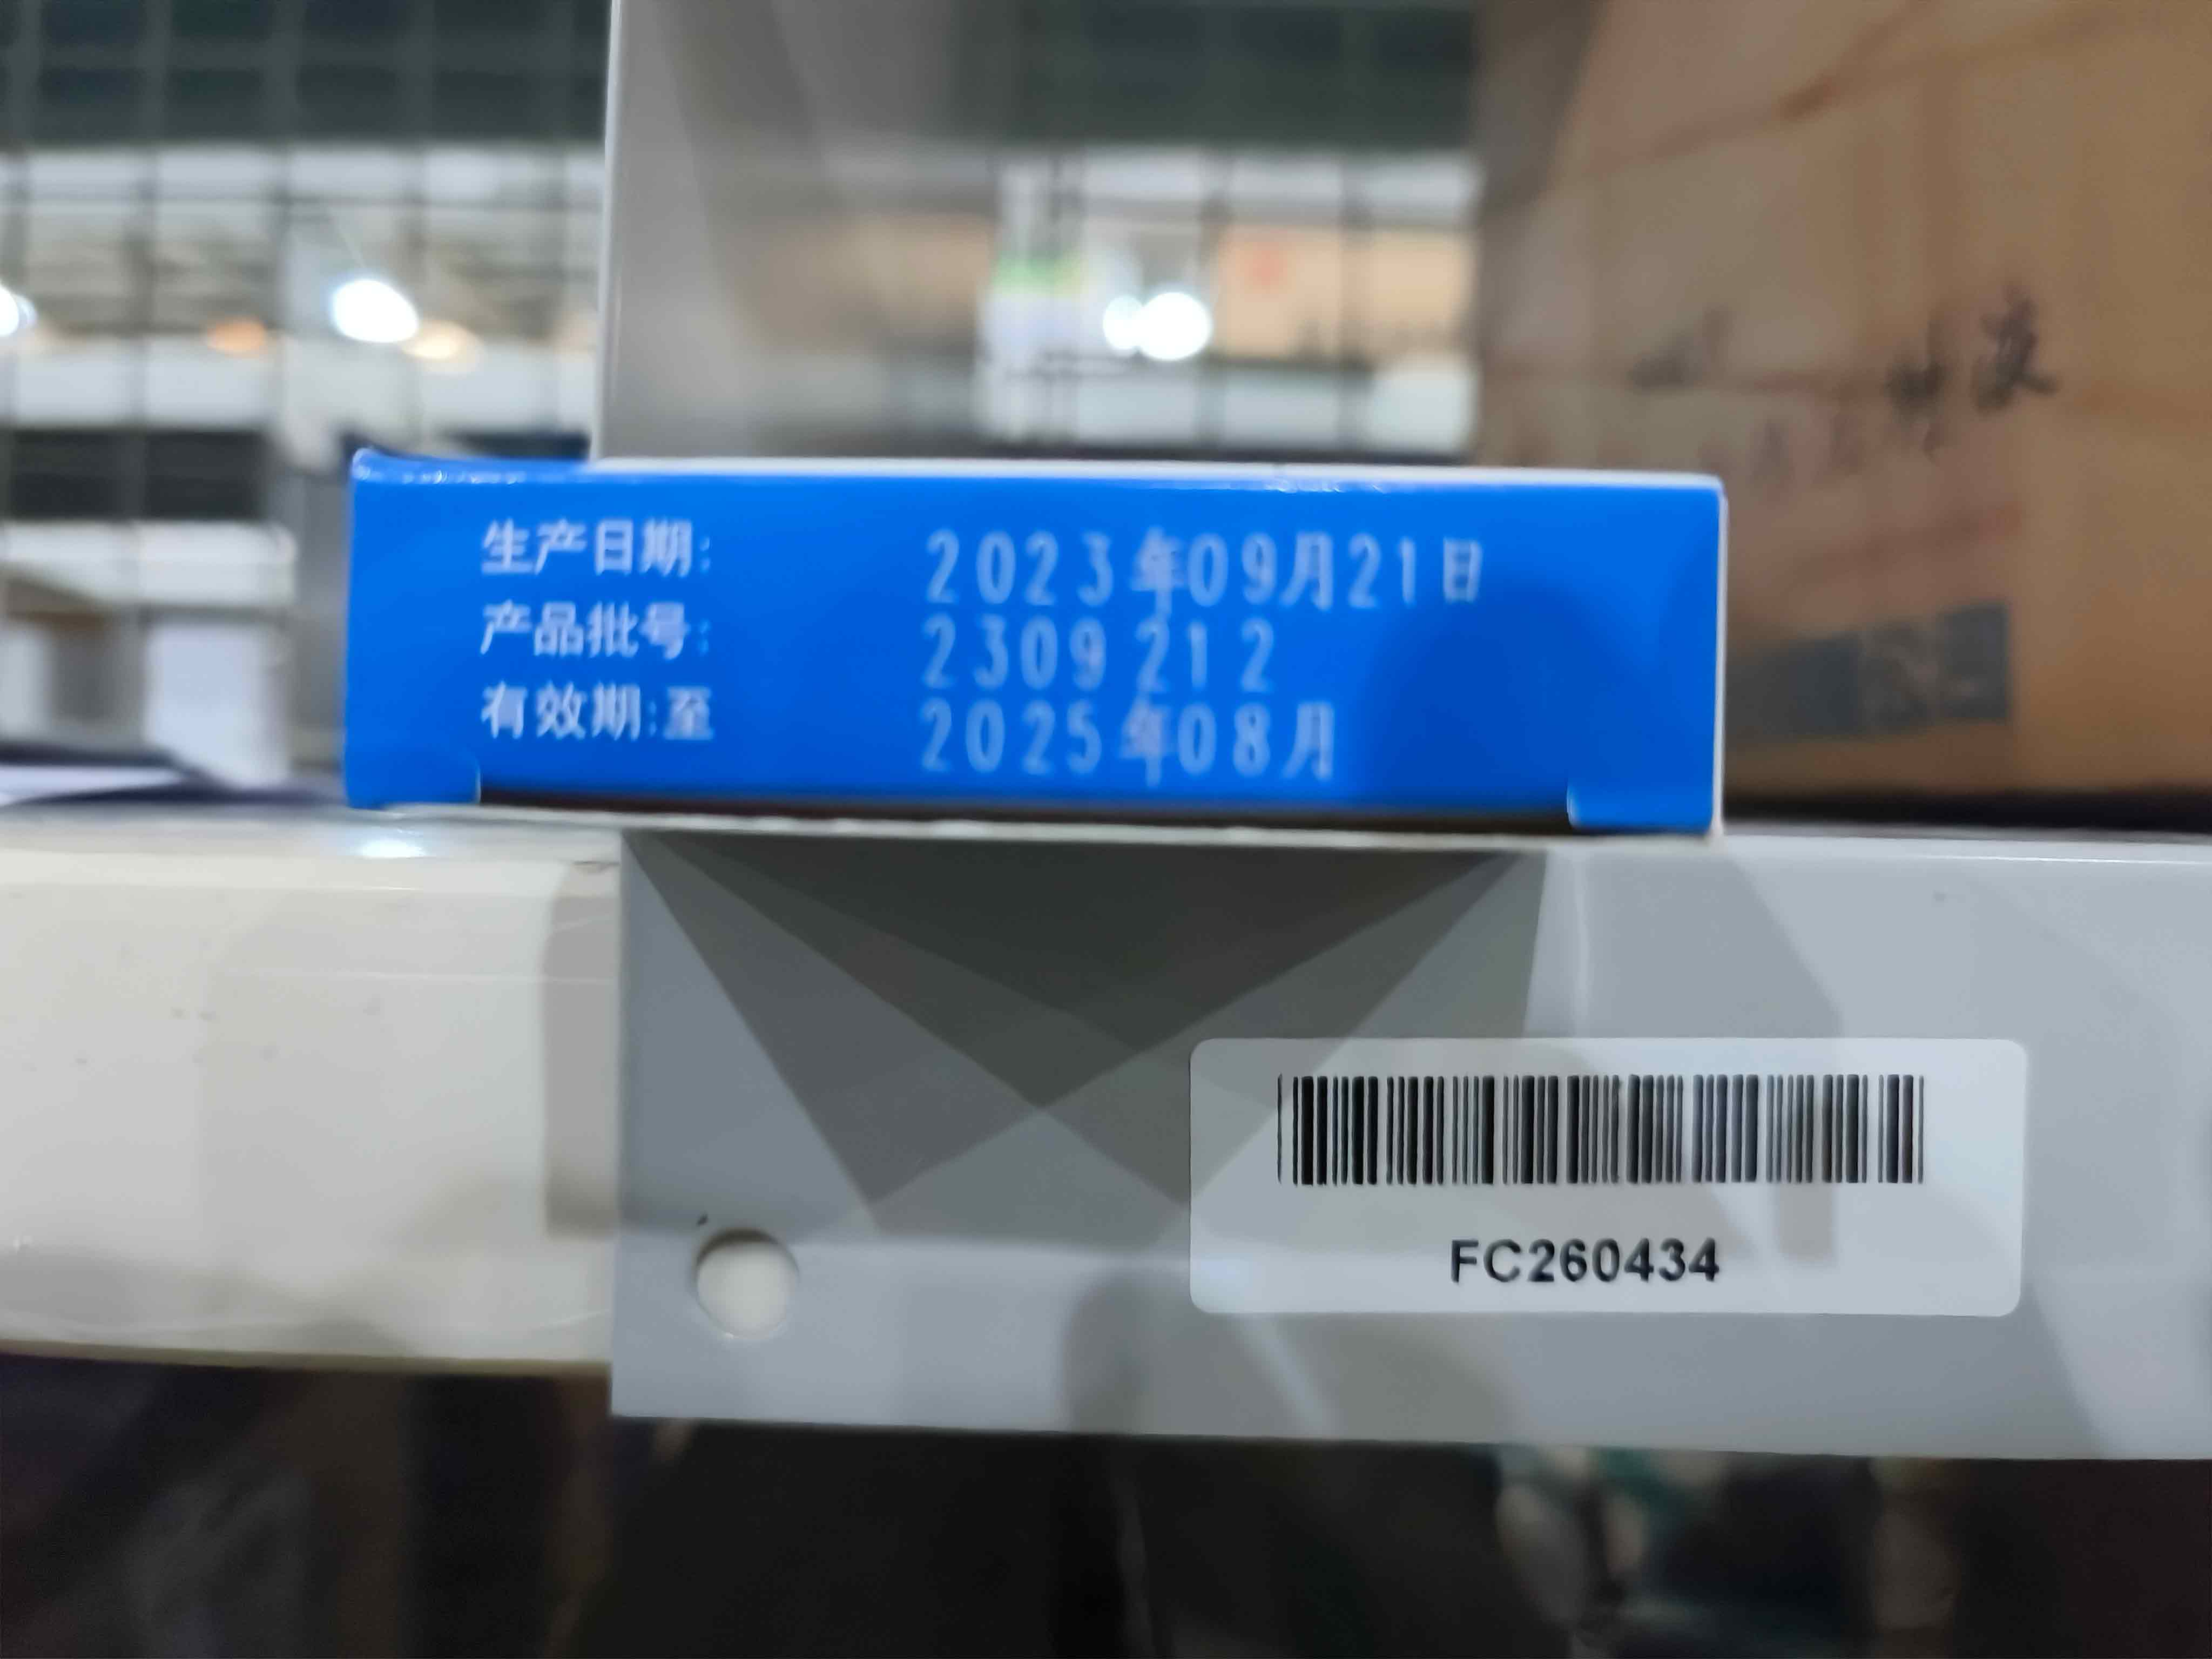 生产日期: 2023年09月21日
产品批号: 2309212
有效期:至 2025年08月
FC260434